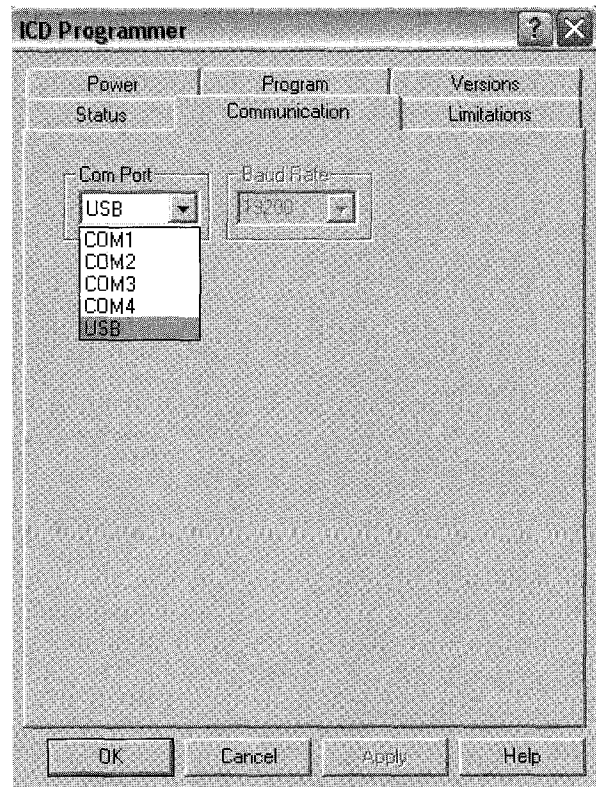 ICD Programmer
Power Program Versions
Status Communication Limitations
Com Port Baud Rate
USB 19200
COM1
COM2
COM3
COM4
USB
OK Cancel Apply Help